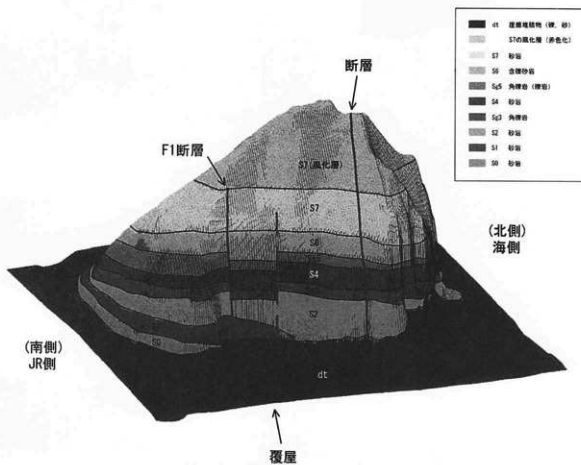 dt 崖錐堆積物（礫, 砂）
S7の風化層（赤色化）
S7 砂岩
S6 含礫砂岩
Sg5 角礫岩（礫岩）
S4 砂岩
Sg3 角礫岩
S2 砂岩
S1 砂岩
S0 砂岩
断層
F1断層
S7(風化層)
S7
S6
S4
S2
S0
dt
(北側)
海側
(南側)
JR側
覆屋